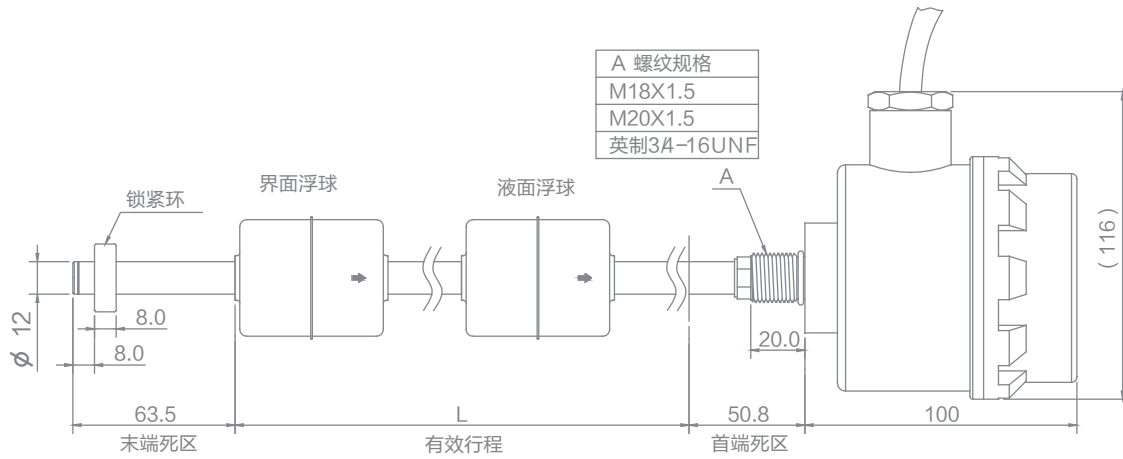 A 螺纹规格
M18X1.5
M20X1.5
英制3/4-16UNF
界面浮球
液面浮球
A
锁紧环
(116)
ϕ 12
8.0
8.0
20.0
63.5
L
50.8
100
末端死区
有效行程
首端死区